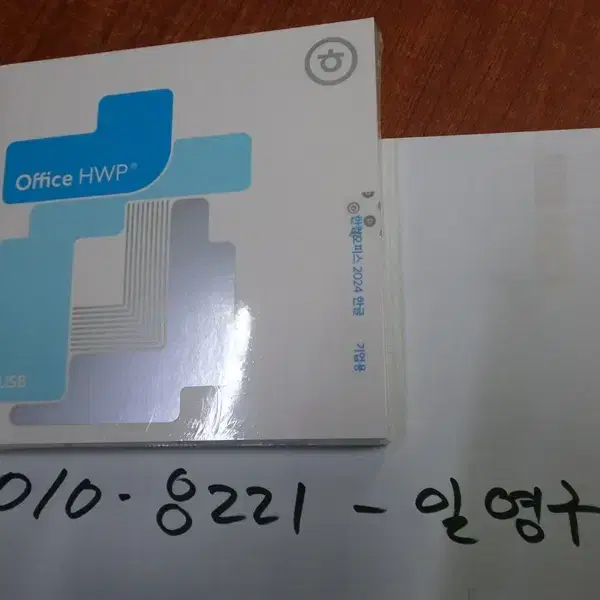 ㅎ
Office HWP®
한컴오피스 2024 한글 기업용
USB
010 · 응221 - 일영구